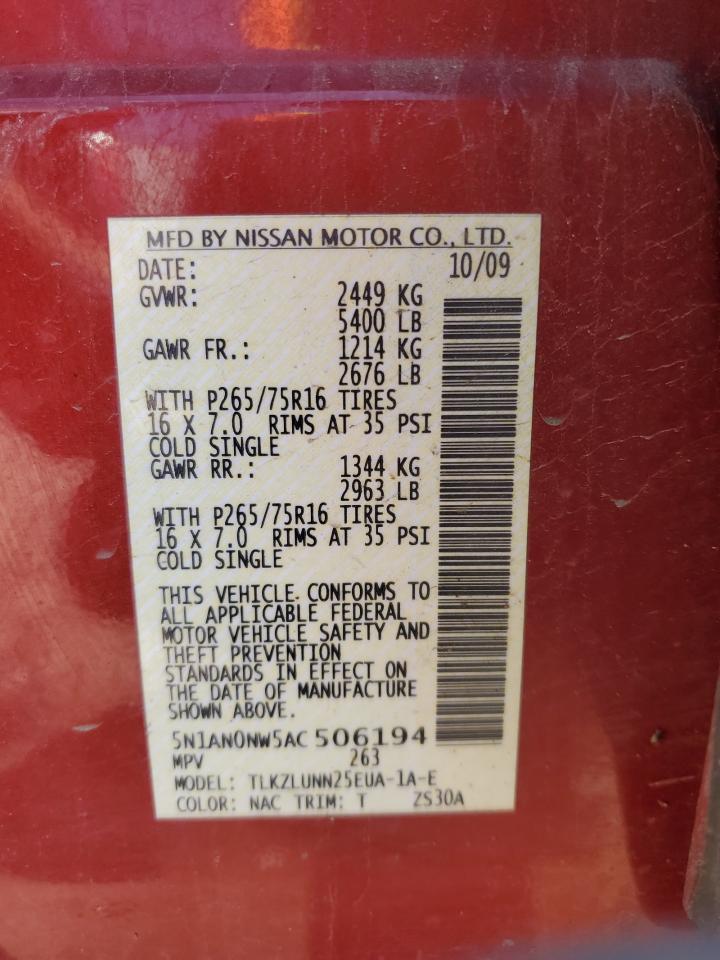 MFD BY NISSAN MOTOR CO., LTD.
DATE: 10/09
GVWR: 2449 KG
5400 LB
GAWR FR.: 1214 KG
2676 LB
WITH P265/75R16 TIRES
16 X 7.0 RIMS AT 35 PSI
COLD SINGLE
GAWR RR.: 1344 KG
2963 LB
WITH P265/75R16 TIRES
16 X 7.0 RIMS AT 35 PSI
COLD SINGLE
THIS VEHICLE CONFORMS TO
ALL APPLICABLE FEDERAL
MOTOR VEHICLE SAFETY AND
THEFT PREVENTION
STANDARDS IN EFFECT ON
THE DATE OF MANUFACTURE
SHOWN ABOVE.
5N1AN0NW5AC 506194
MPV 263
MODEL: TLKZLUNN25EUA-1A-E
COLOR: NAC TRIM: T ZS30A